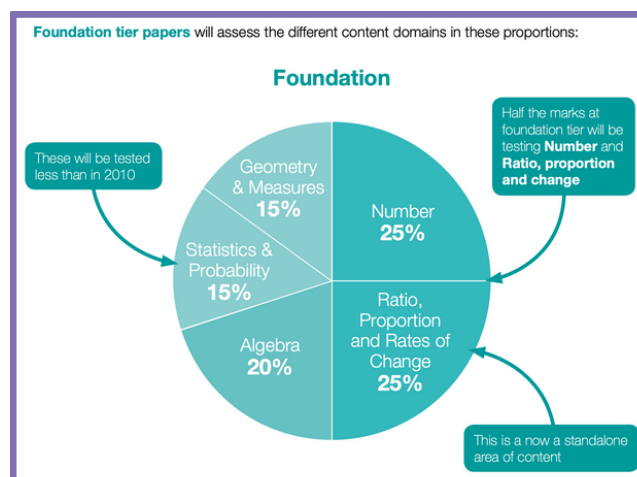 Foundation tier papers will assess the different content domains in these proportions:
Foundation
These will be tested
less than in 2010
Half the marks at
foundation tier will be
testing Number and
Ratio, proportion
and change
Geometry
& Measures
15%
Number
25%
Statistics &
Probability
15%
Ratio,
Proportion
and Rates of
Change
25%
Algebra
20%
This is a now a standalone
area of content